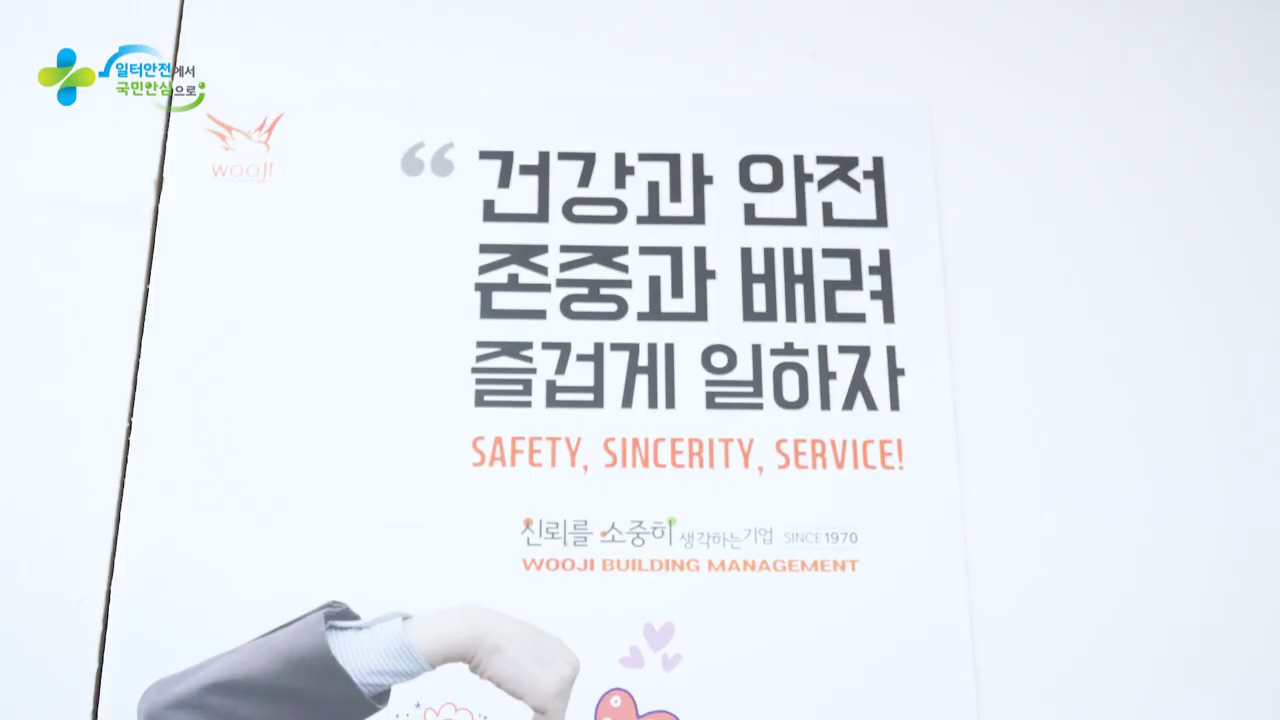 일터안전에서
국민안심으로
WOOJI
“ 건강과 안전
존중과 배려
즐겁게 일하자
SAFETY, SINCERITY, SERVICE!
신뢰를 소중히 생각하는기업 SINCE 1970
WOOJI BUILDING MANAGEMENT